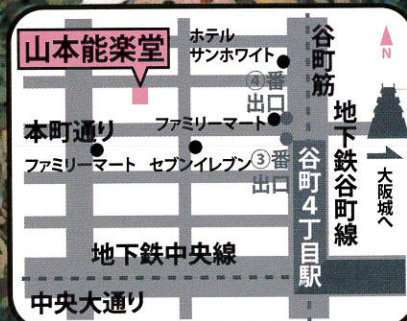 山本能楽堂
ホテル
サンホワイト
谷町筋
N
④番
出口
本町通り
ファミリーマート
ファミリーマート
セブンイレブン
③番
出口
地下鉄谷町線
大阪城へ
谷町4丁目駅
地下鉄中央線
中央大通り